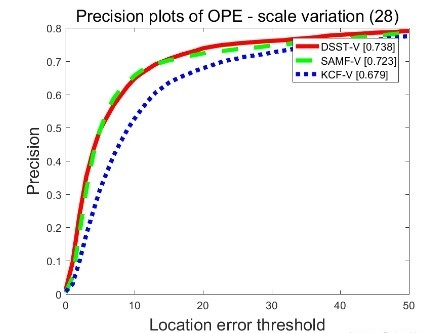 Precision plots of OPE - scale variation (28)
0.8
0.7
0.6
0.5
0.4
0.3
0.2
0.1
0
Precision
DSST-V [0.738]
SAMF-V [0.723]
KCF-V [0.679]
0 10 20 30 40 50
Location error threshold